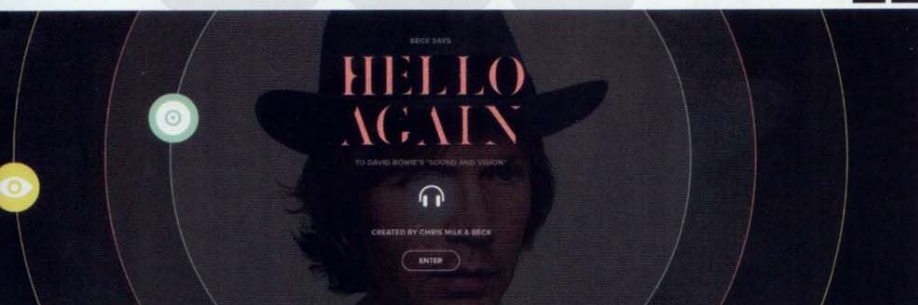 BECK SAYS
HELLO
AGAIN
TO DAVID BOWIE'S "SOUND AND VISION"
CREATED BY CHRIS MILK & BECK
ENTER